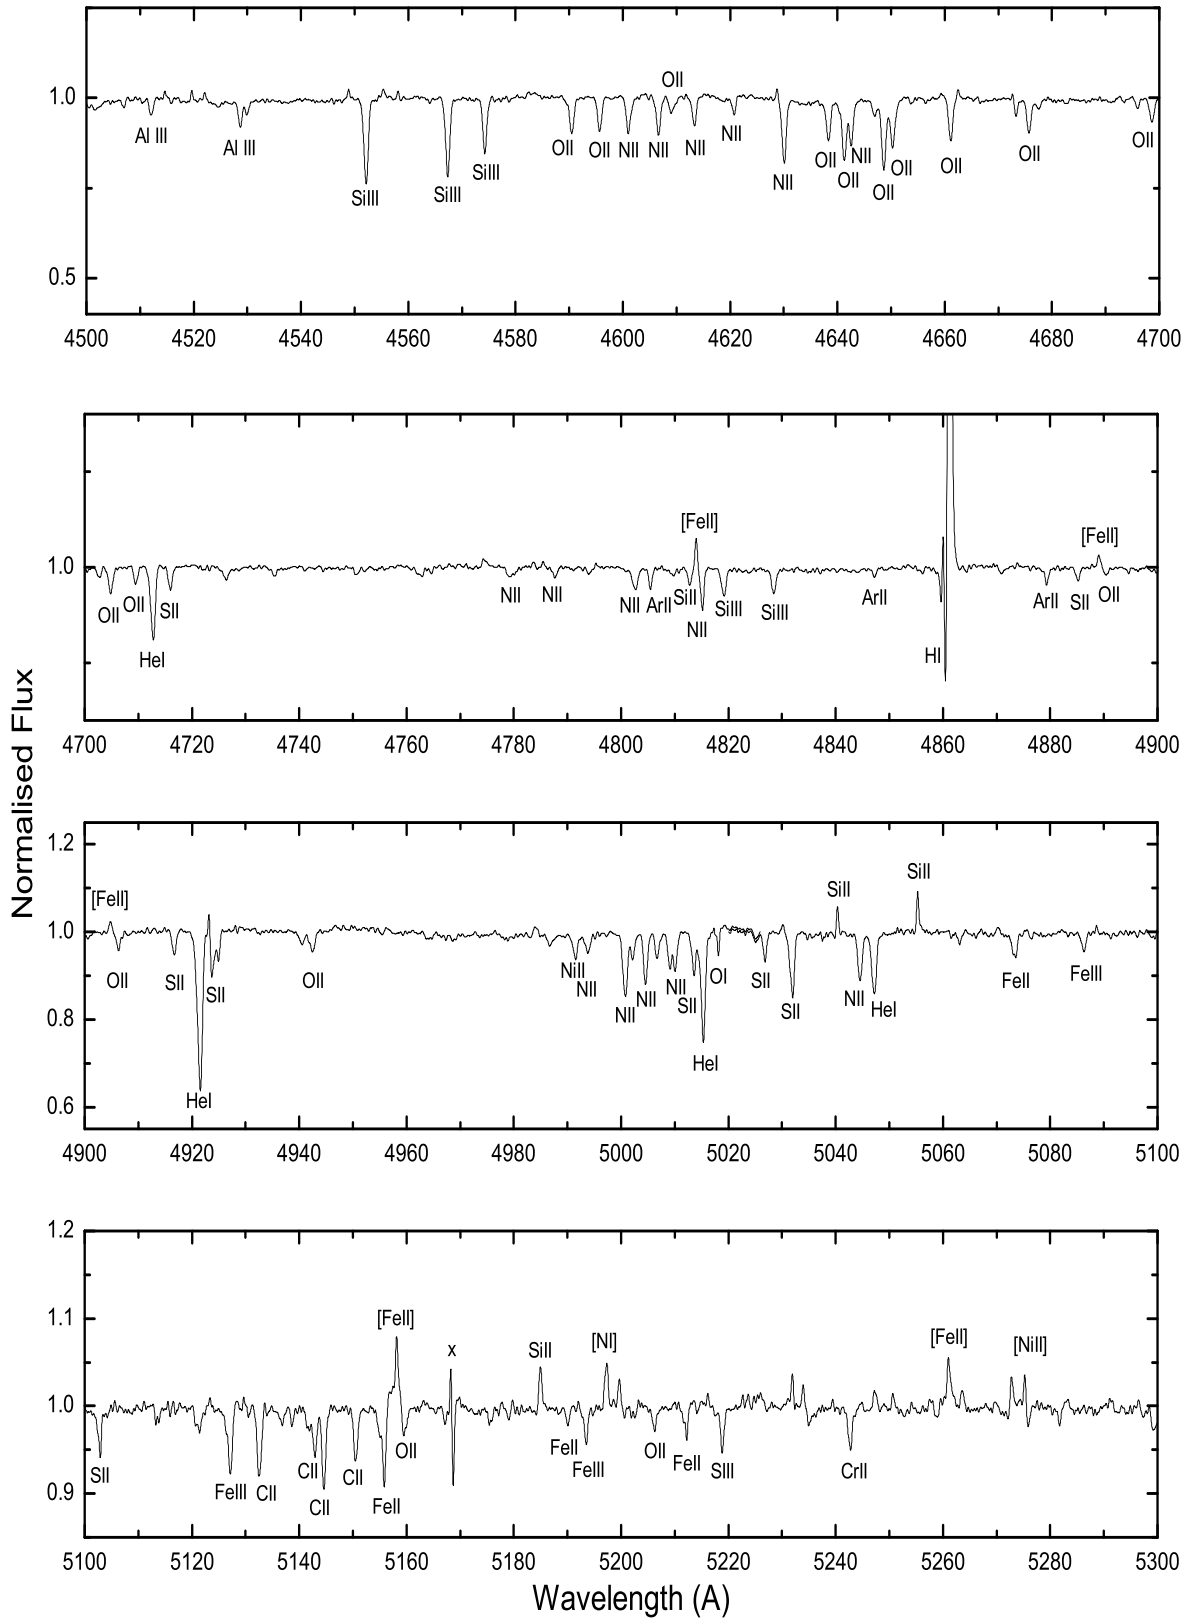 OII
1.0
Al III Al III SiIII SiIII SiIII OII OII NII NII NII NII NII OII OII NII OII OII OII OII OII
0.5
4500 4520 4540 4560 4580 4600 4620 4640 4660 4680 4700
[FeII] [FeII]
1.0
OII OII HeI SII NII NII NII ArII SiII NII SiIII SiIII ArII HI ArII SII OII
4700 4720 4740 4760 4780 4800 4820 4840 4860 4880 4900
Normalised Flux
1.2
[FeII] SiII SiII
1.0
OII SII HeI SII OII NiII NII NII NII NII SII HeI OI SII SII NII HeI FeII FeIII
0.8
0.6
4900 4920 4940 4960 4980 5000 5020 5040 5060 5080 5100
1.2
1.1
[FeII] x SiII [NI] [FeII] [NiII]
1.0
SII FeIII CII CII CII CII FeII OII FeII FeIII OII FeII SIII CrII
0.9
5100 5120 5140 5160 5180 5200 5220 5240 5260 5280 5300
Wavelength (A)